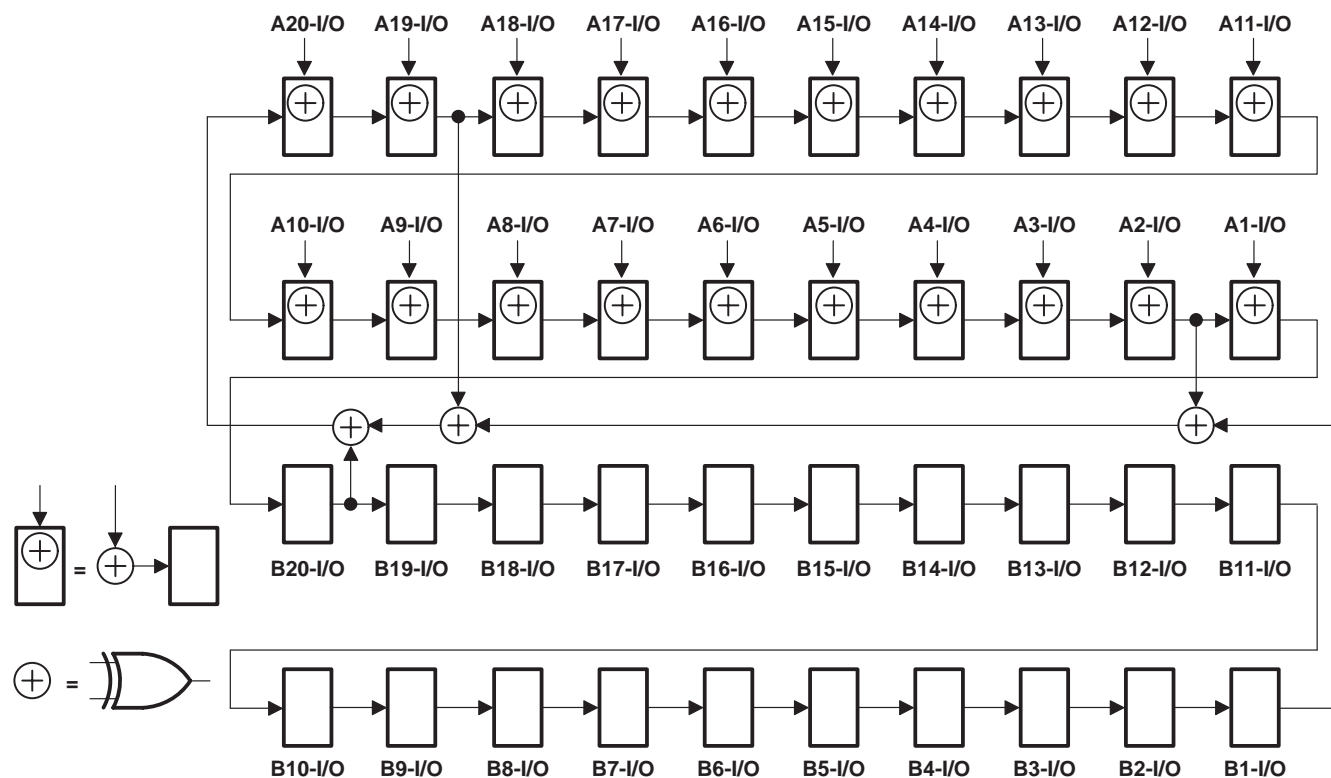 A20-I/O A19-I/O A18-I/O A17-I/O A16-I/O A15-I/O A14-I/O A13-I/O A12-I/O A11-I/O
A10-I/O A9-I/O A8-I/O A7-I/O A6-I/O A5-I/O A4-I/O A3-I/O A2-I/O A1-I/O
=
B20-I/O B19-I/O B18-I/O B17-I/O B16-I/O B15-I/O B14-I/O B13-I/O B12-I/O B11-I/O
=
B10-I/O B9-I/O B8-I/O B7-I/O B6-I/O B5-I/O B4-I/O B3-I/O B2-I/O B1-I/O